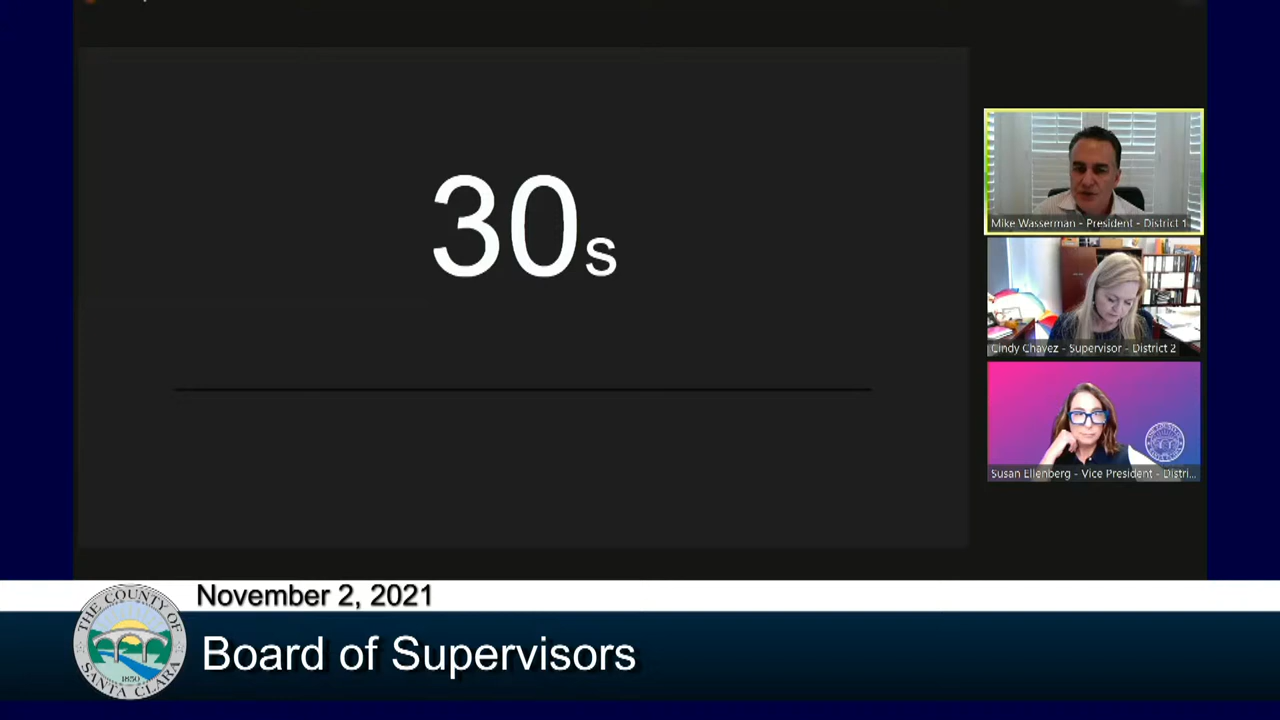 30s
Mike Wasserman - President - District 1
Cindy Chavez - Supervisor - District 2
Susan Ellenberg - Vice President - Distri...
November 2, 2021
Board of Supervisors
THE COUNTY OF
SANTA CLARA
1850